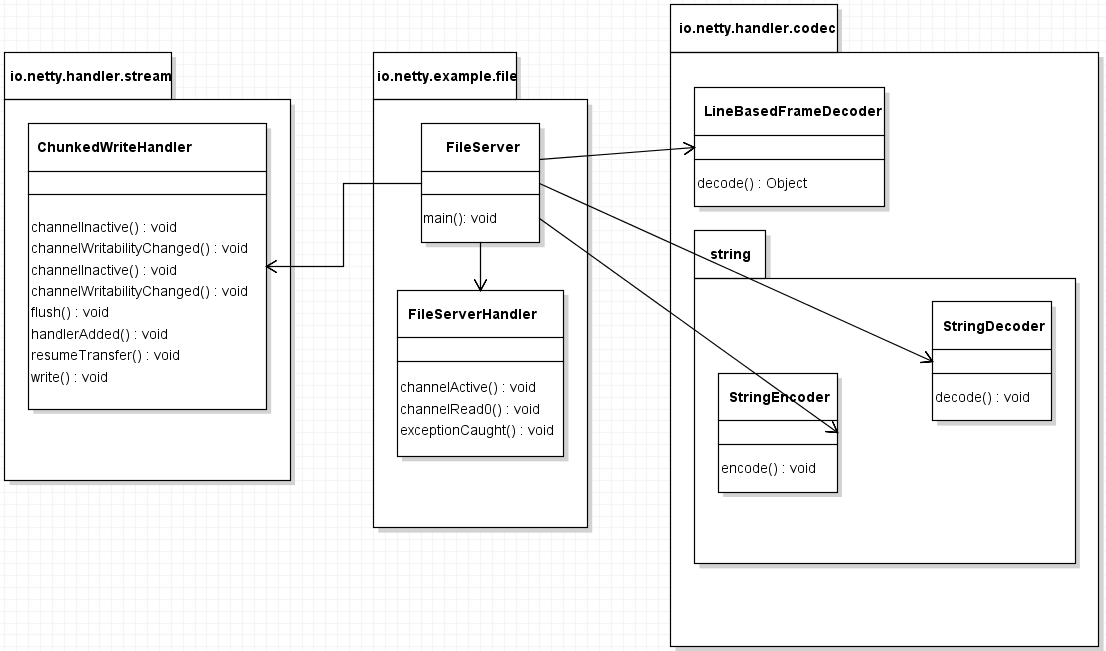 io.netty.handler.stream
ChunkedWriteHandler
channelInactive() : void
channelWritabilityChanged() : void
channelInactive() : void
channelWritabilityChanged() : void
flush() : void
handlerAdded() : void
resumeTransfer() : void
write() : void
io.netty.example.file
FileServer
main(): void
FileServerHandler
channelActive() : void
channelRead0() : void
exceptionCaught() : void
io.netty.handler.codec
LineBasedFrameDecoder
decode() : Object
string
StringDecoder
decode() : void
StringEncoder
encode() : void